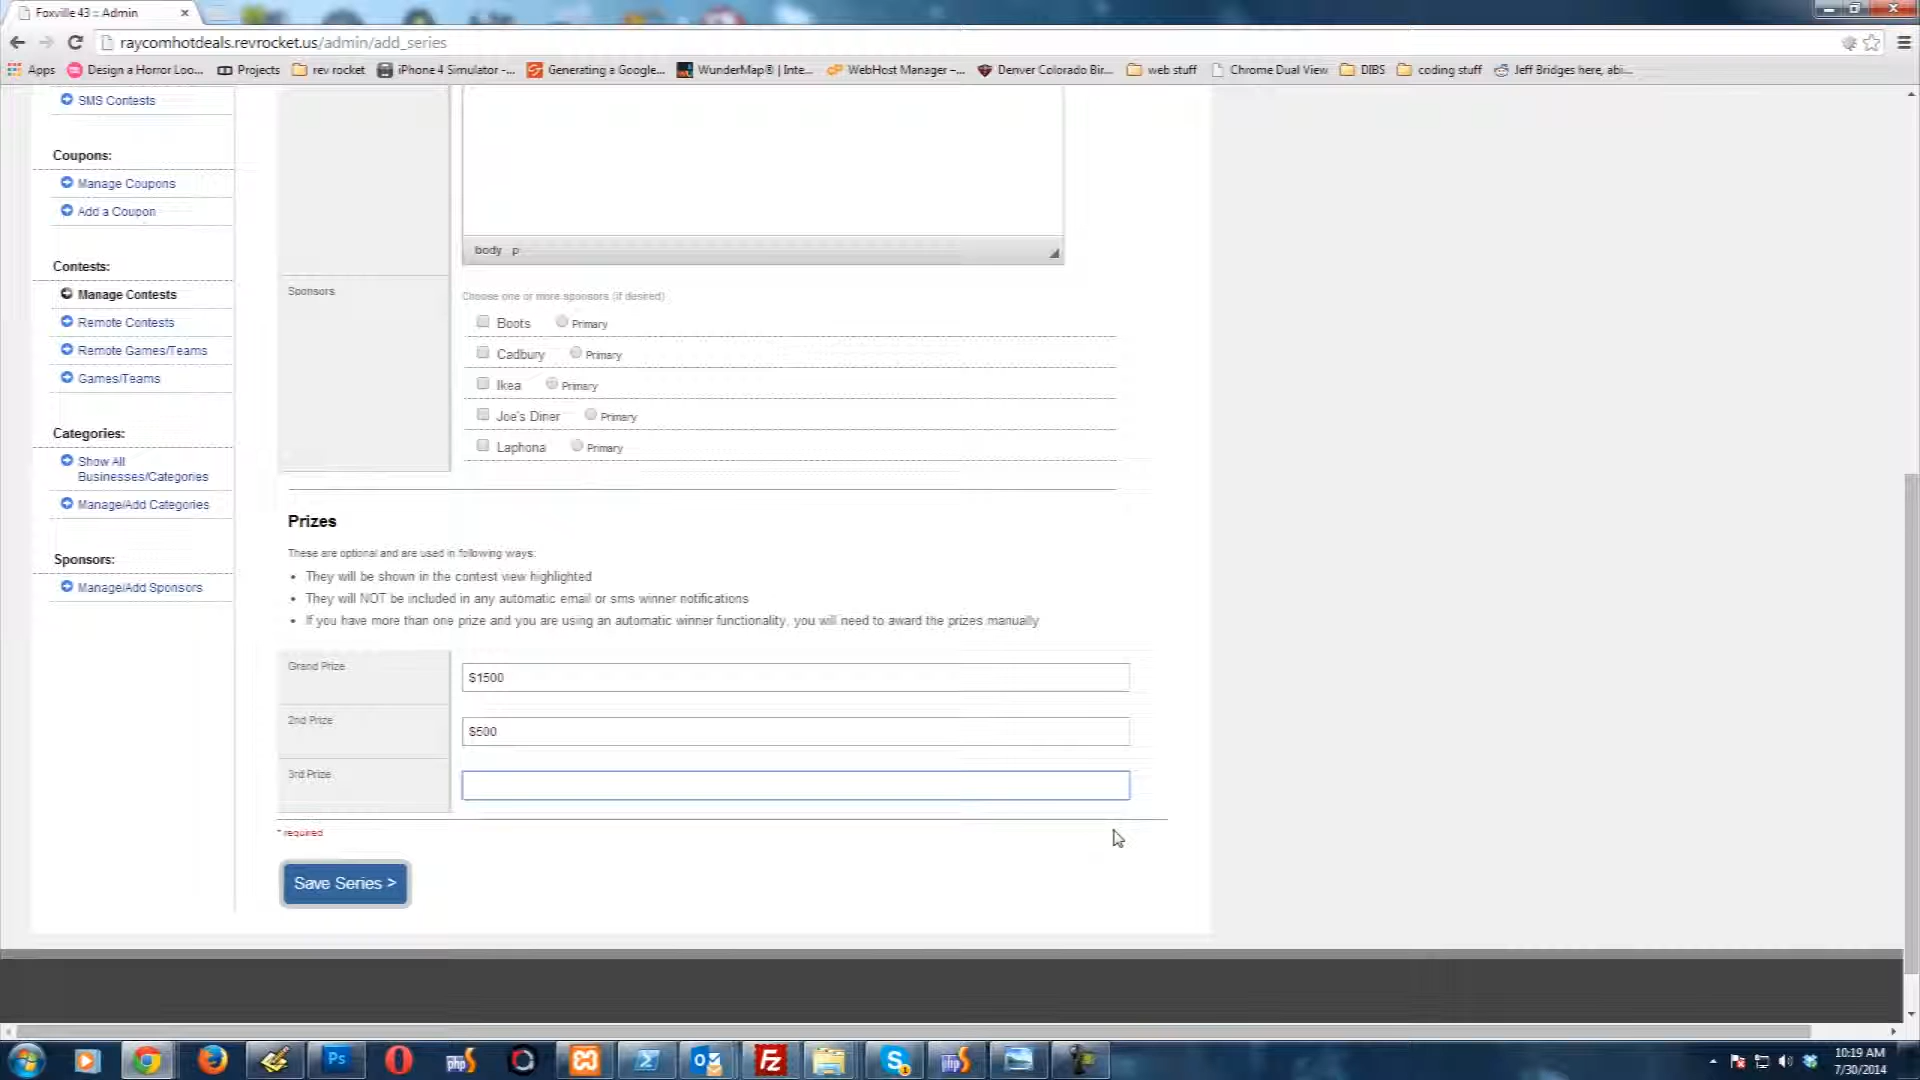 Foxville 43 :: Admin
raycomhotdeals.revrocket.us/admin/add_series
Apps Design a Horror Loo... Projects rev rocket iPhone 4 Simulator -... Generating a Google... WunderMap® | Inte... WebHost Manager –... Denver Colorado Bir... web stuff Chrome Dual View DIBS coding stuff Jeff Bridges here, abi...
SMS Contests
Coupons:
Manage Coupons
Add a Coupon
Contests:
Manage Contests
Remote Contests
Remote Games/Teams
Games/Teams
Categories:
Show All
Businesses/Categories
Manage/Add Categories
Sponsors:
Manage/Add Sponsors
body p
Sponsors
Choose one or more sponsors (if desired)
Boots Primary
Cadbury Primary
Ikea Primary
Joe's Diner Primary
Laphona Primary
Prizes
These are optional and are used in following ways:
• They will be shown in the contest view highlighted
• They will NOT be included in any automatic email or sms winner notifications
• If you have more than one prize and you are using an automatic winner functionality, you will need to award the prizes manually
Grand Prize
$1500
2nd Prize
$500
3rd Prize
* required
Save Series >
Ps php php
10:19 AM
7/30/2014